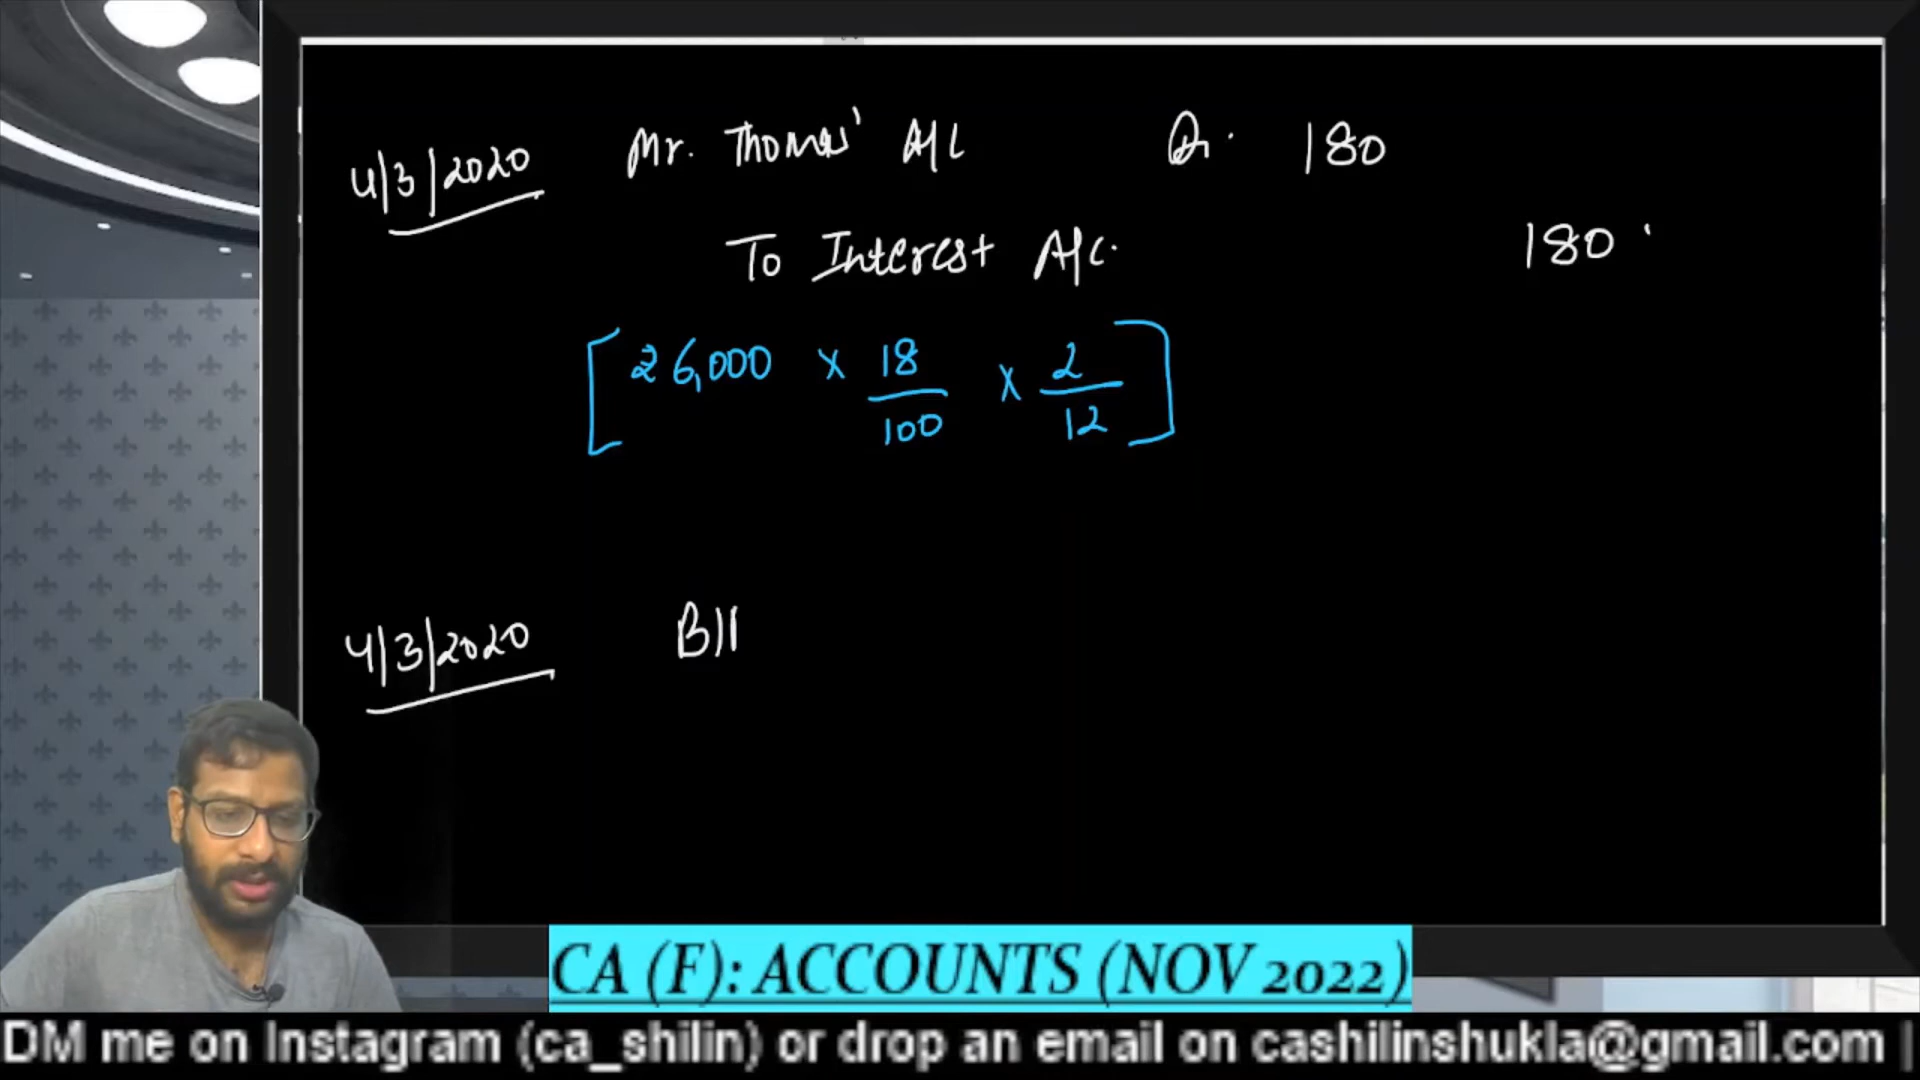 4/3/2020 Mr. Thomas' A/c Dr. 180
To Interest A/c. 180
[ 26,000 x 18/100 x 2/12 ]
4/3/2020 Bll
CA (F): ACCOUNTS (NOV 2022)
DM me on Instagram (ca_shilin) or drop an email on cashilinshukla@gmail.com |